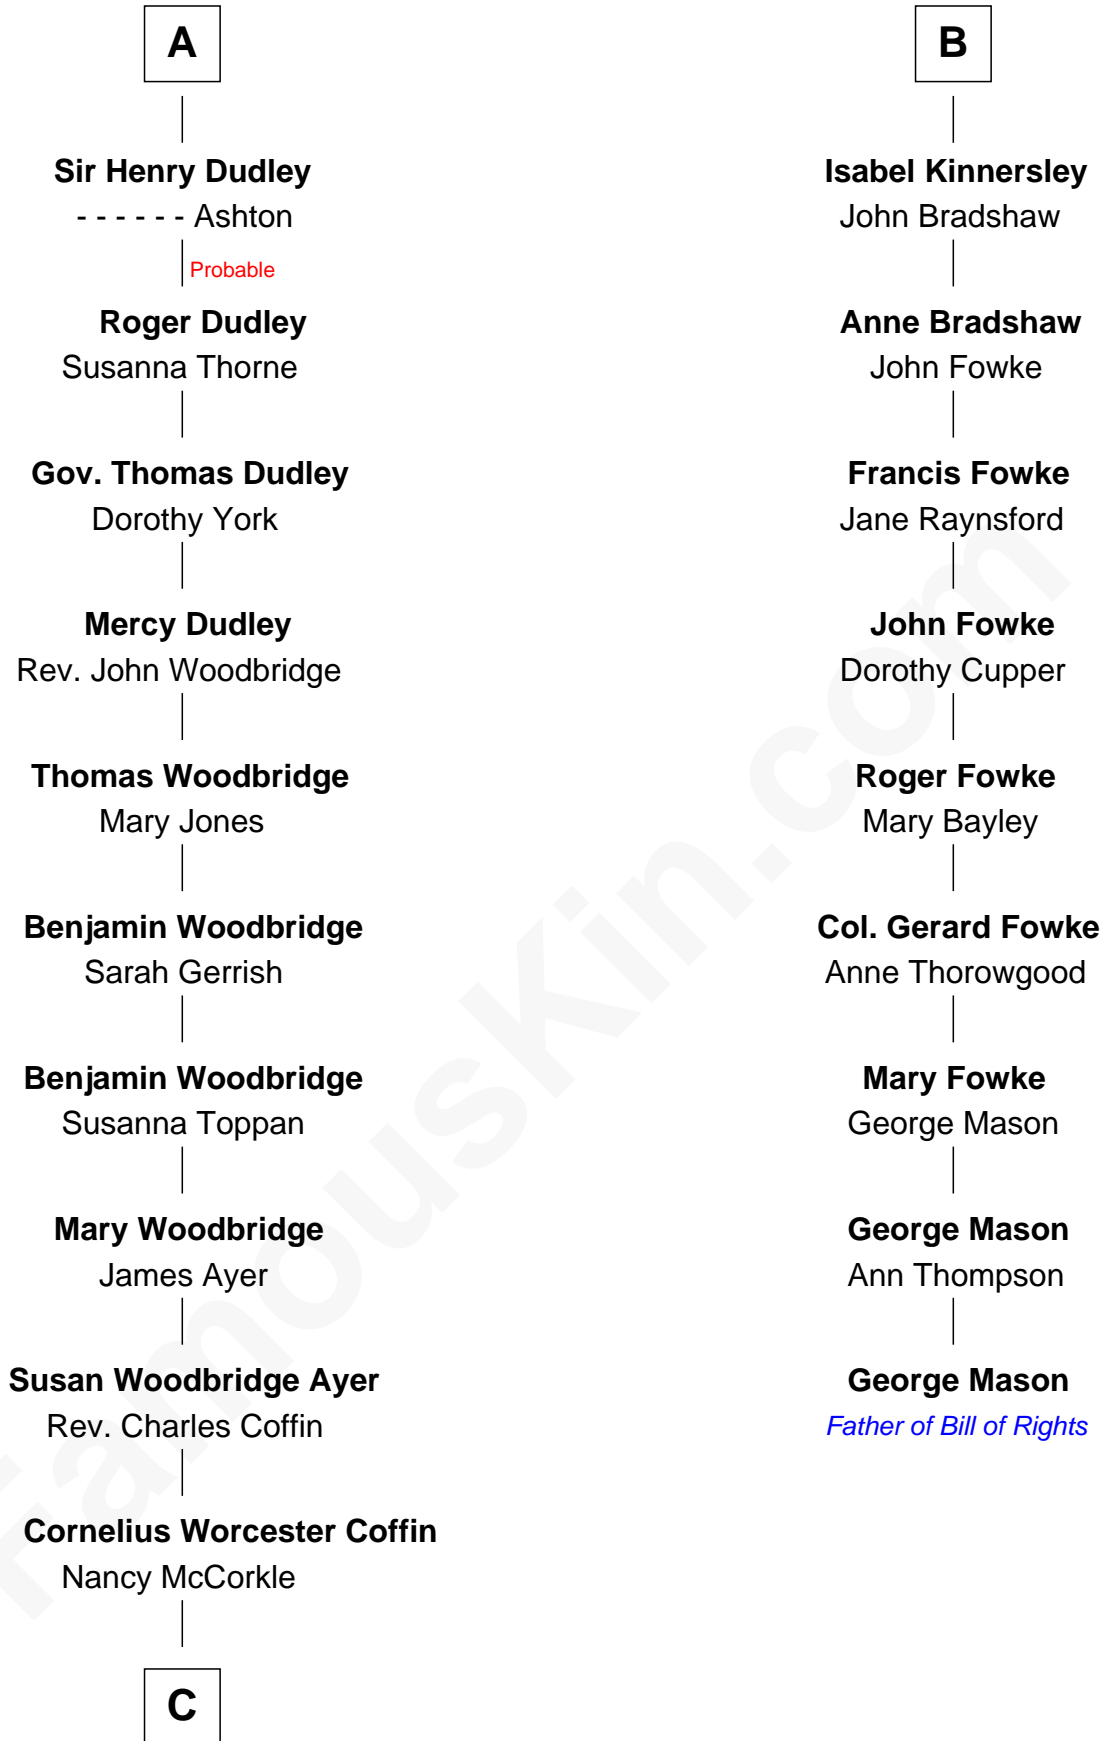 A
Sir Henry Dudley
- - - - - - Ashton
Probable
Roger Dudley
Susanna Thorne
Gov. Thomas Dudley
Dorothy York
Mercy Dudley
Rev. John Woodbridge
Thomas Woodbridge
Mary Jones
Benjamin Woodbridge
Sarah Gerrish
Benjamin Woodbridge
Susanna Toppan
Mary Woodbridge
James Ayer
Susan Woodbridge Ayer
Rev. Charles Coffin
Cornelius Worcester Coffin
Nancy McCorkle
C
B
Isabel Kinnersley
John Bradshaw
Anne Bradshaw
John Fowke
Francis Fowke
Jane Raynsford
John Fowke
Dorothy Cupper
Roger Fowke
Mary Bayley
Col. Gerard Fowke
Anne Thorowgood
Mary Fowke
George Mason
George Mason
Ann Thompson
George Mason
Father of Bill of Rights
FamousKin.com